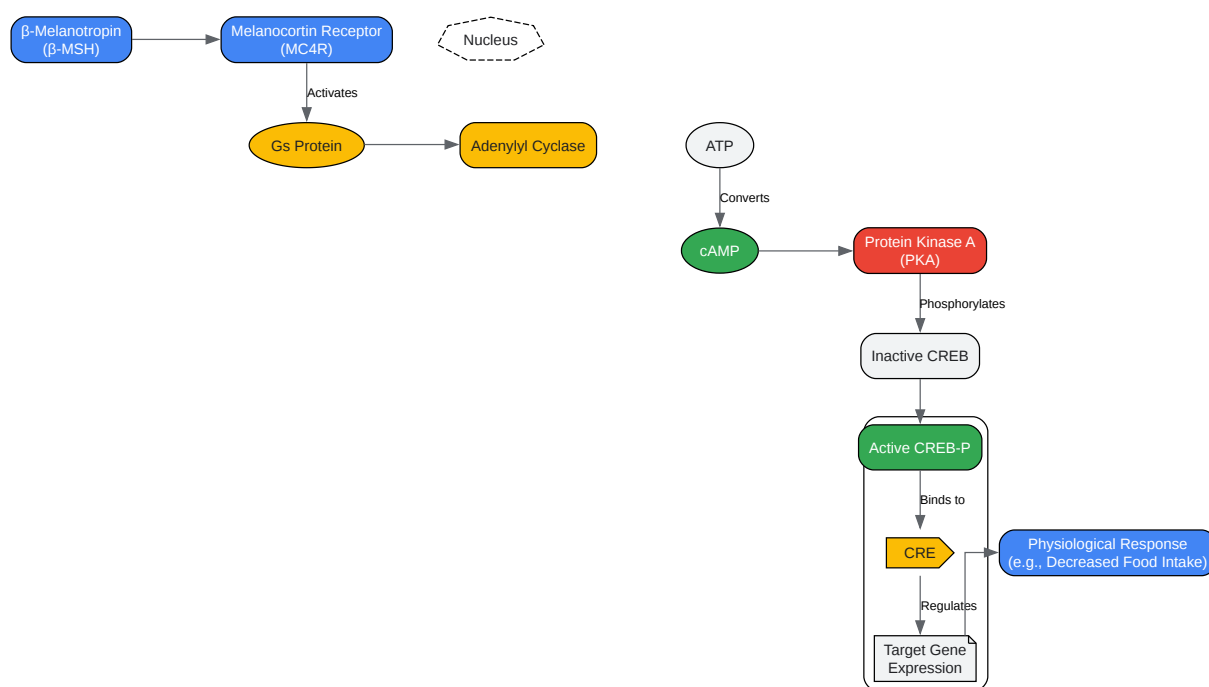 β-Melanotropin
(β-MSH)
Melanocortin Receptor
(MC4R)
Nucleus
Activates
Gs Protein
Adenylyl Cyclase
ATP
Converts
cAMP
Protein Kinase A
(PKA)
Phosphorylates
Inactive CREB
Active CREB-P
Binds to
CRE
Physiological Response
(e.g., Decreased Food Intake)
Regulates
Target Gene
Expression